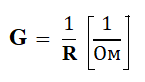 G = 1/R [1/Ом]